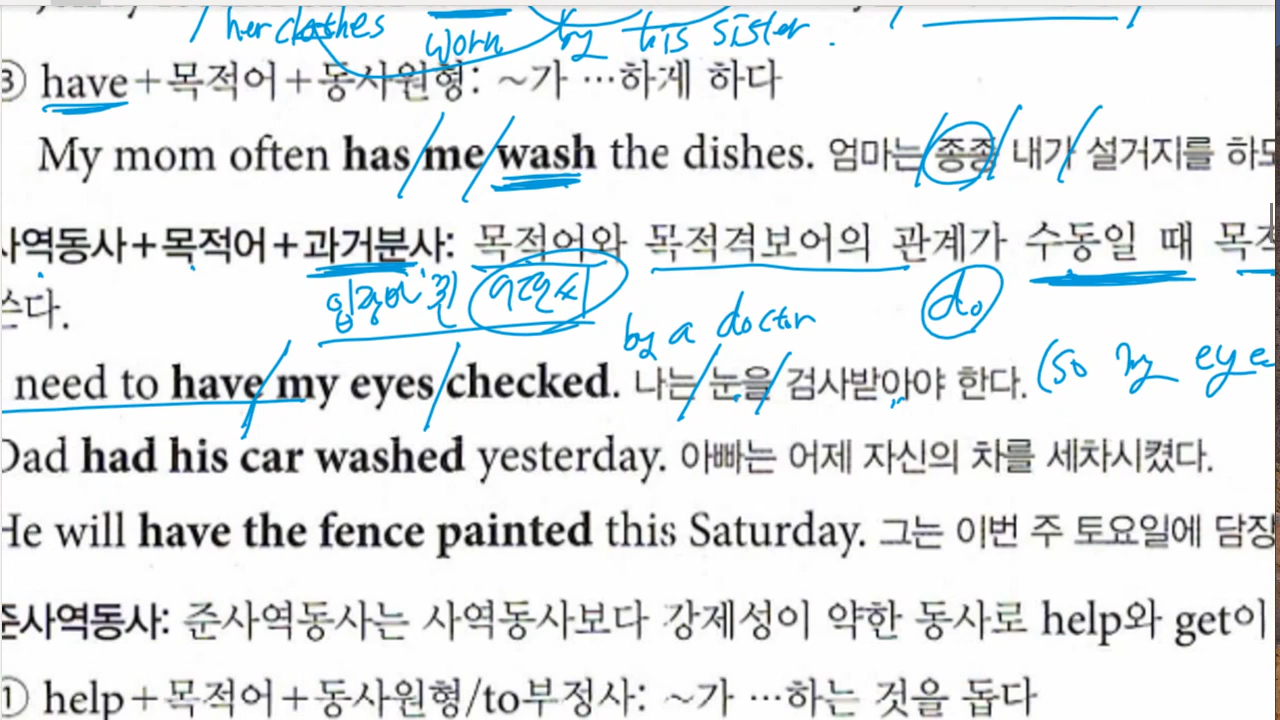 her clothes worn by his sister.
③ have+목적어+동사원형: ~가 …하게 하다
My mom often has/me/wash the dishes. 엄마는/종종/내가/설거지를 하도
사역동사+목적어+과거분사: 목적어와 목적격보어의 관계가 수동일 때 목적
쓴다.
do
by a doctor
need to have/my eyes/checked. 나는/눈을/검사받아야 한다. (so my eye
Dad had his car washed yesterday. 아빠는 어제 자신의 차를 세차시켰다.
He will have the fence painted this Saturday. 그는 이번 주 토요일에 담장
준사역동사: 준사역동사는 사역동사보다 강제성이 약한 동사로 help와 get이
① help+목적어+동사원형/to부정사: ~가 …하는 것을 돕다